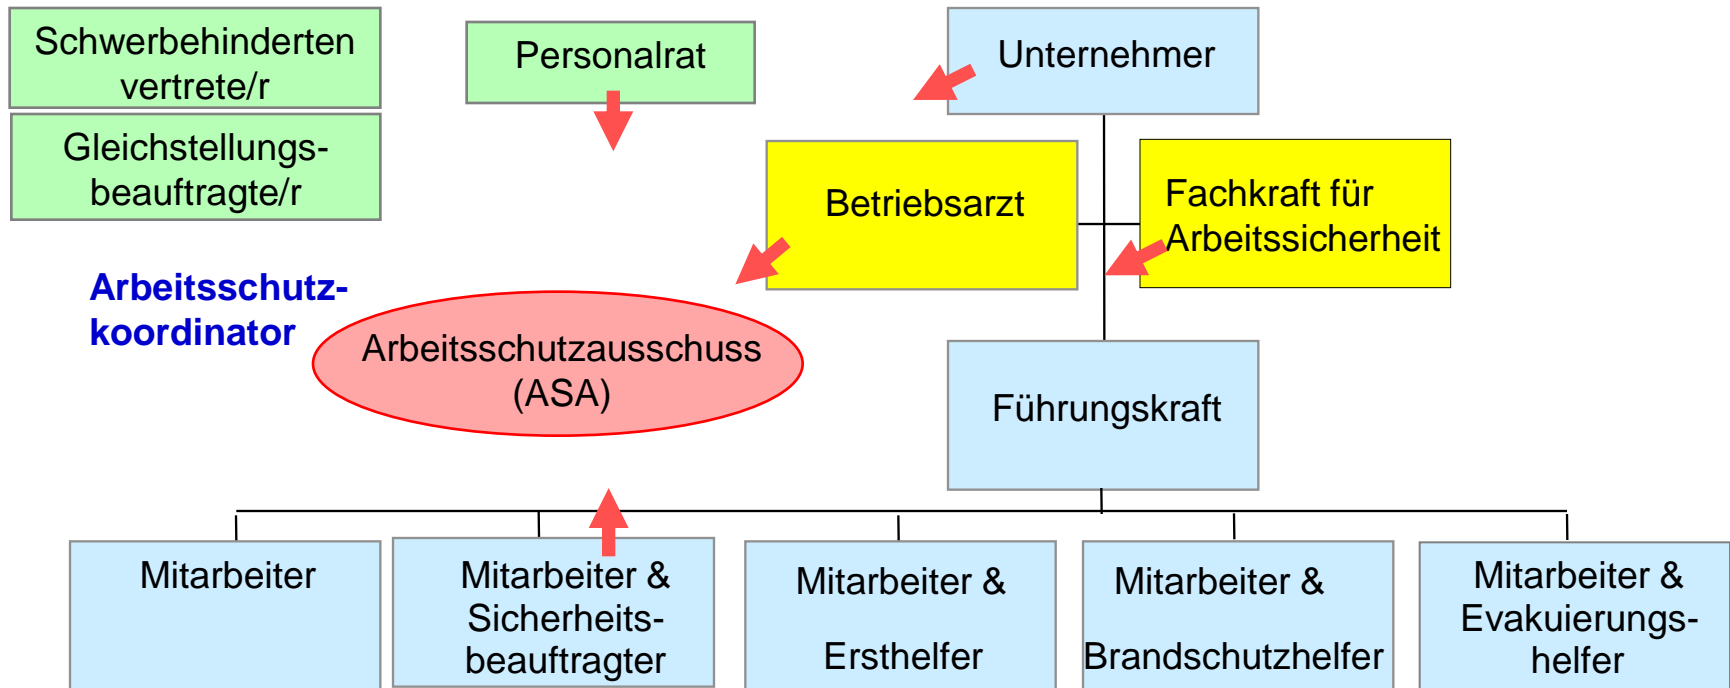 Schwerbehinderten
vertrete/r
Personalrat
Unternehmer
Gleichstellungs-
beauftragte/r
Betriebsarzt
Fachkraft für
Arbeitssicherheit
Arbeitsschutz-
koordinator
Arbeitsschutzausschuss
(ASA)
Führungskraft
Mitarbeiter
Mitarbeiter &
Sicherheits-
beauftragter
Mitarbeiter &
Ersthelfer
Mitarbeiter &
Brandschutzhelfer
Mitarbeiter &
Evakuierungs-
helfer